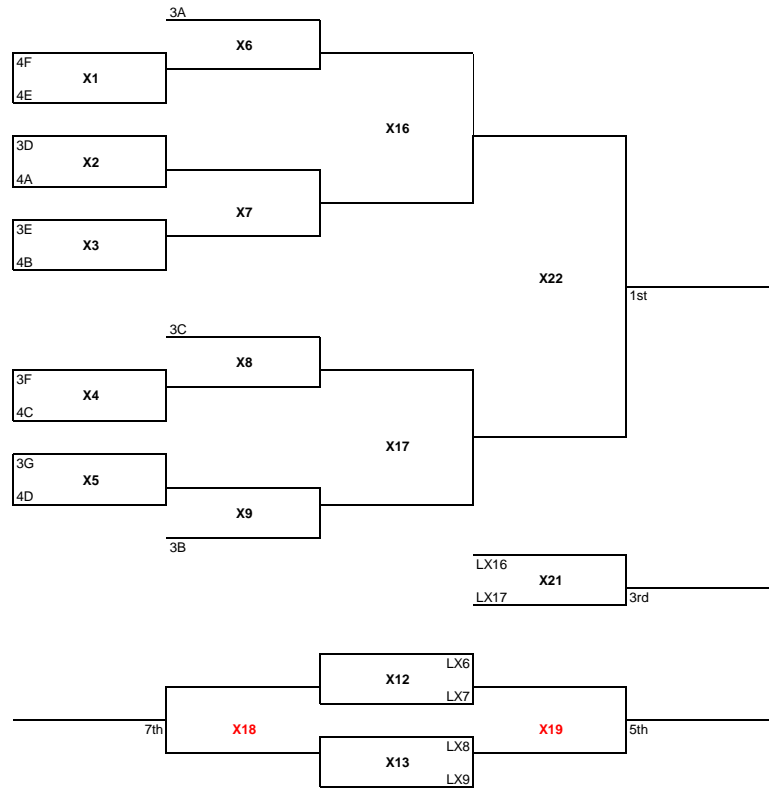 3A
X6
4F
X1
4E
X16
3D
X2
4A
X7
3E
X3
4B
X22
1st
3C
X8
3F
X4
4C
X17
3G
X5
4D
X9
3B
LX16
X21
LX17
3rd
LX6
X12
LX7
7th
X18
X19
5th
LX8
X13
LX9